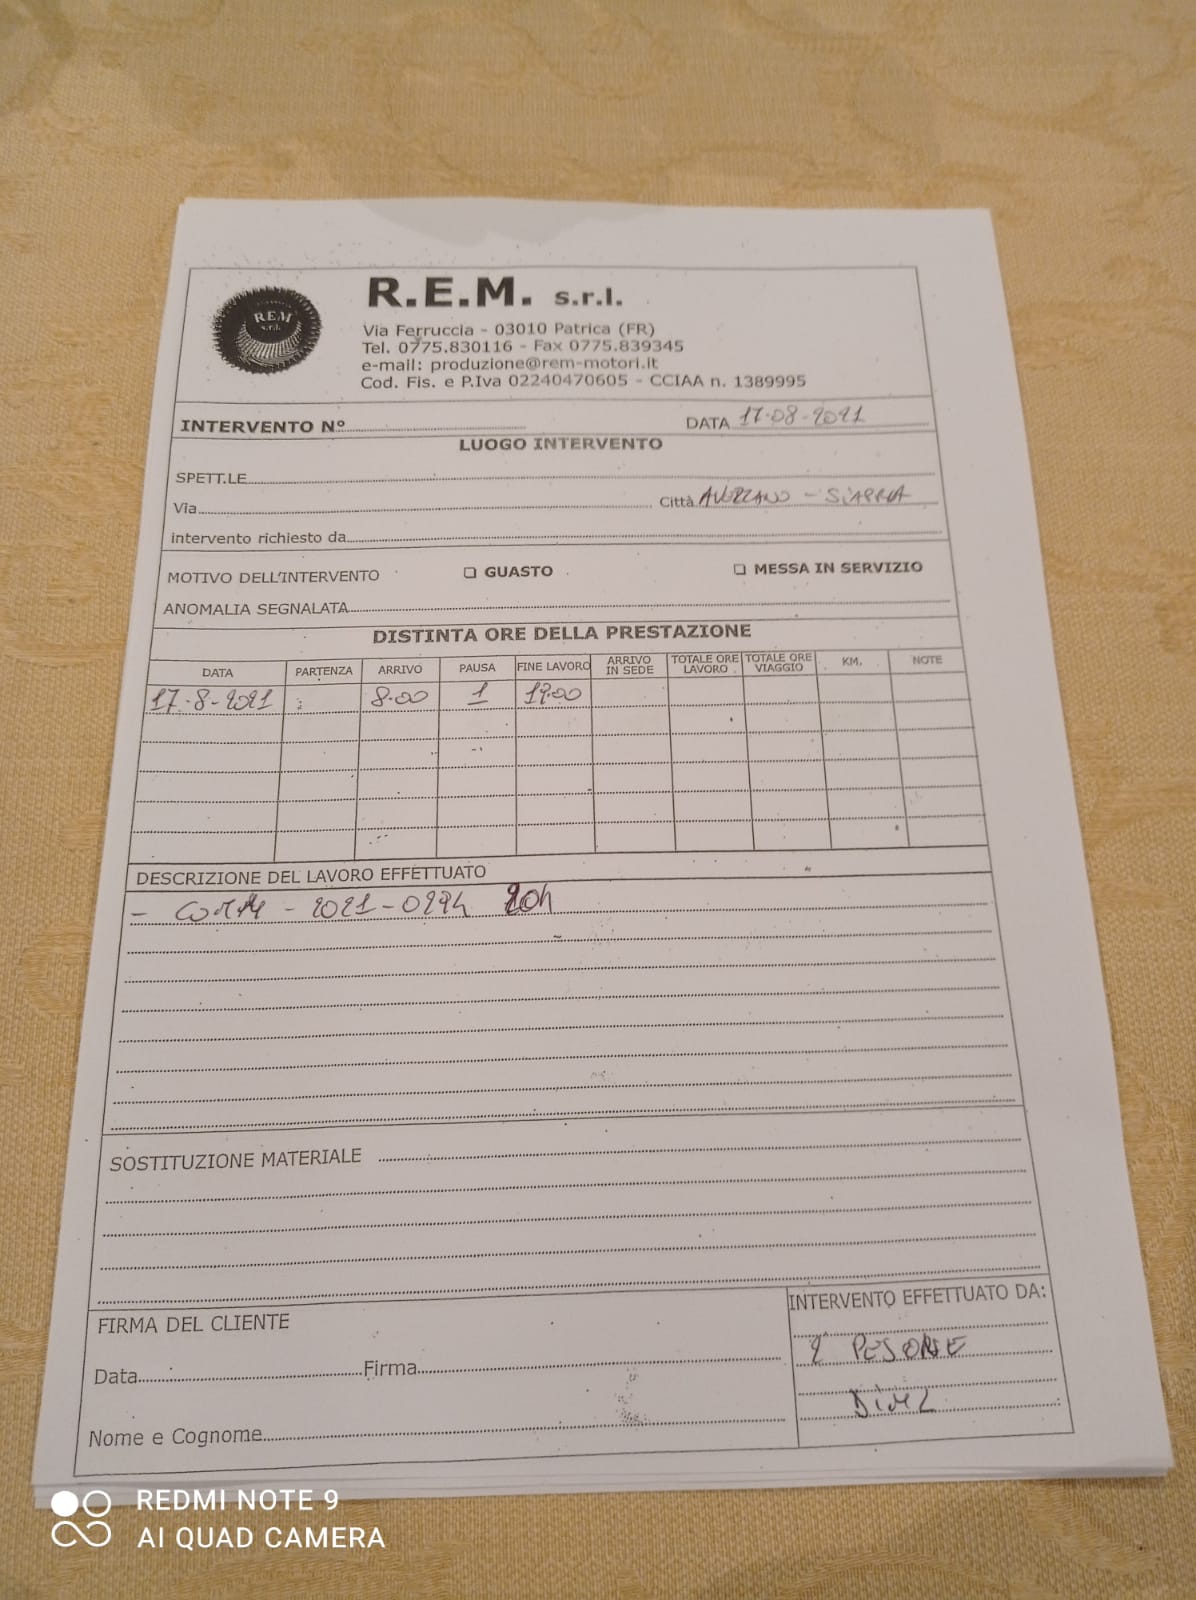 REM
s.r.l.
R.E.M. s.r.l.
Via Ferruccia - 03010 Patrica (FR)
Tel. 0775.830116 - Fax 0775.839345
e-mail: produzione@rem-motori.it
Cod. Fis. e P.Iva 02240470605 - CCIAA n. 1389995
INTERVENTO N° DATA 17-08-2021
LUOGO INTERVENTO
SPETT.LE
Via Città AVEZZANO -
intervento richiesto da
MOTIVO DELL'INTERVENTO ❑ GUASTO ❑ MESSA IN SERVIZIO
ANOMALIA SEGNALATA
DISTINTA ORE DELLA PRESTAZIONE
DATA PARTENZA ARRIVO PAUSA FINE LAVORO ARRIVO IN SEDE TOTALE ORE LAVORO TOTALE ORE VIAGGIO KM. NOTE
17-8-2021 8.00 1
DESCRIZIONE DEL LAVORO EFFETTUATO
- COMM - 20h
SOSTITUZIONE MATERIALE
FIRMA DEL CLIENTE
Data Firma
Nome e Cognome
INTERVENTO EFFETTUATO DA:
2 PESONE
REDMI NOTE 9
AI QUAD CAMERA